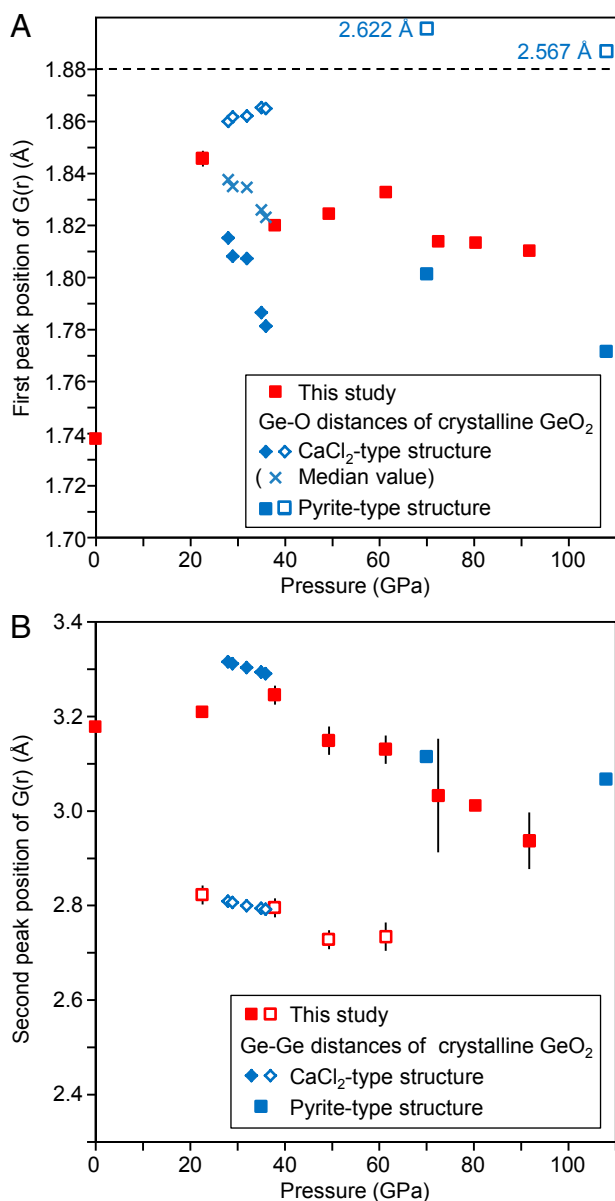 A
2.622 Å
2.567 Å
First peak position of G(r) (Å)
1.88
1.86
1.84
1.82
1.80
1.78
1.76
1.74
1.72
1.70
This study
Ge-O distances of crystalline GeO₂
CaCl₂-type structure
( × Median value)
Pyrite-type structure
0 20 40 60 80 100
Pressure (GPa)
B
Second peak position of G(r) (Å)
3.4
3.2
3.0
2.8
2.6
2.4
This study
Ge-Ge distances of crystalline GeO₂
CaCl₂-type structure
Pyrite-type structure
0 20 40 60 80 100
Pressure (GPa)